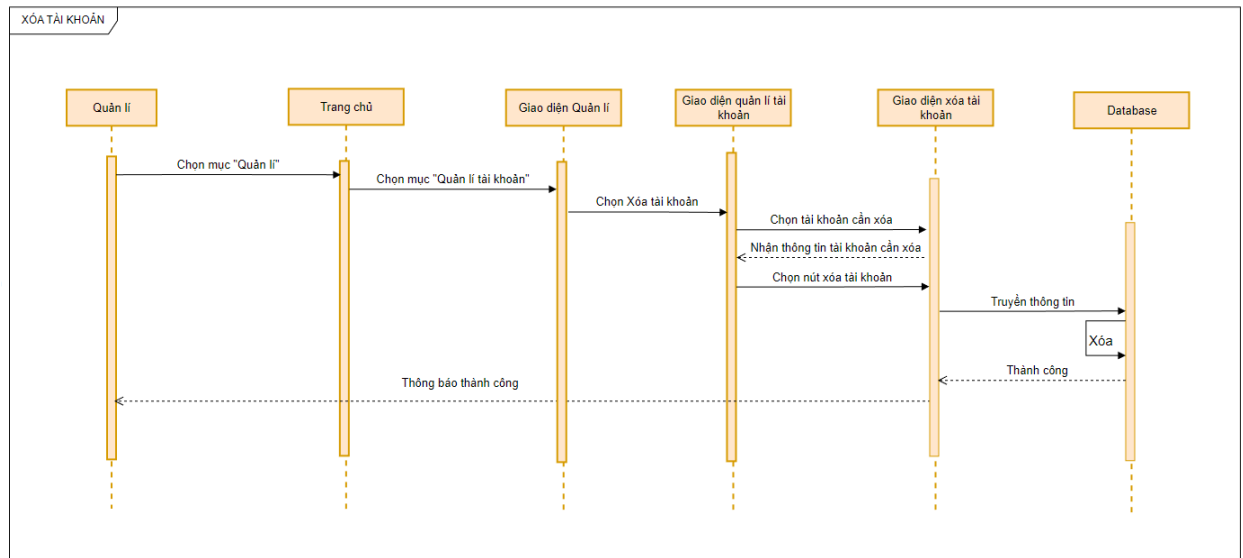 XÓA TÀI KHOẢN
Quản lí
Trang chủ
Giao diện Quản lí
Giao diện quản lí tài
khoản
Giao diện xóa tài
khoản
Database
Chọn mục "Quản lí"
Chọn mục "Quản lí tài khoản"
Chọn Xóa tài khoản
Chọn tài khoản cần xóa
Nhận thông tin tài khoản cần xóa
Chọn nút xóa tài khoản
Truyền thông tin
Xóa
Thành công
Thông báo thành công